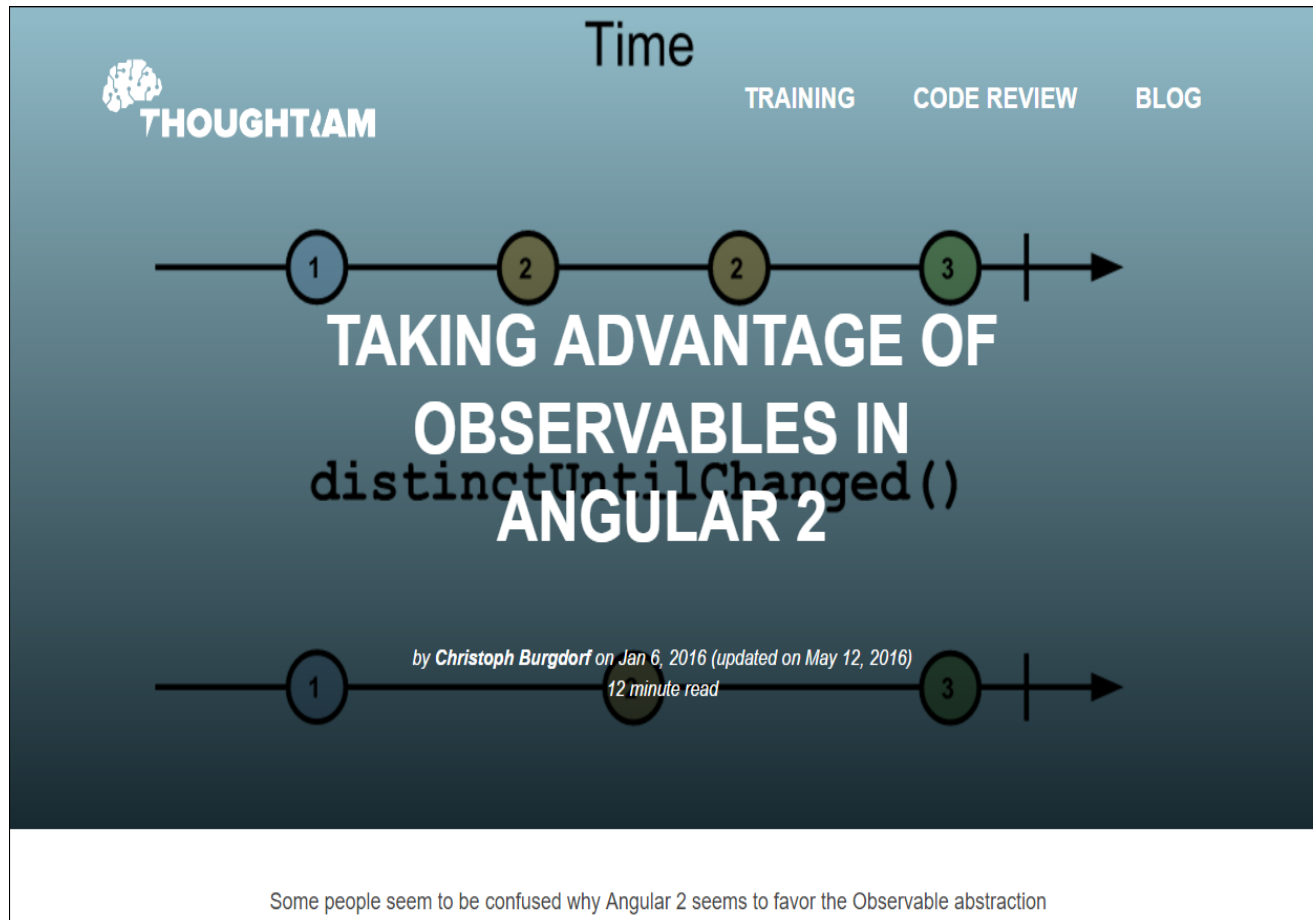 Time
THOUGHTRAM
TRAINING CODE REVIEW BLOG
1 2 2 3
TAKING ADVANTAGE OF
OBSERVABLES IN
distinctUntilChanged()
ANGULAR 2
by Christoph Burgdorf on Jan 6, 2016 (updated on May 12, 2016)
1 2 3
12 minute read
Some people seem to be confused why Angular 2 seems to favor the Observable abstraction